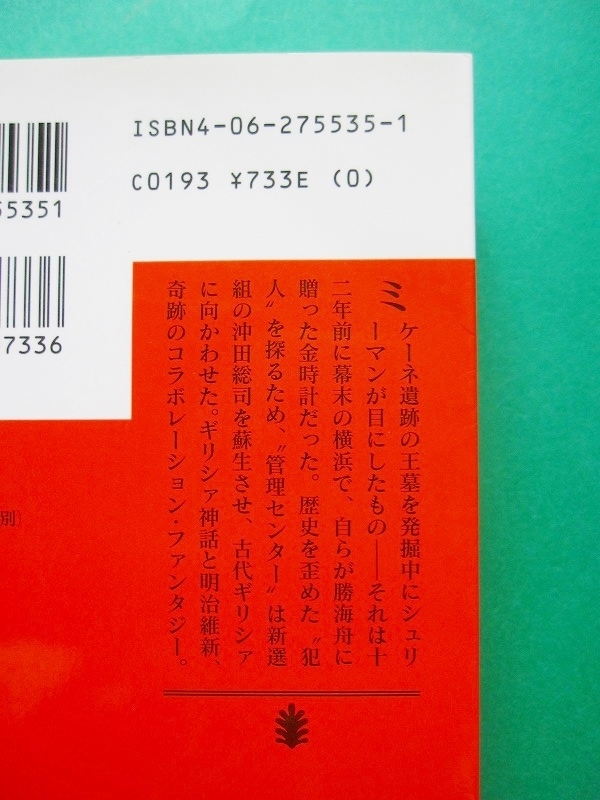 ISBN4-06-275535-1
C0193 ¥733E (0)
55351
7336
ミケーネ遺跡の王墓を発掘中にシュリ
ーマンが目にしたもの――それは十
二年前に幕末の横浜で、自らが勝海舟に
贈った金時計だった。歴史を歪めた〝犯
人〟を探るため、〝管理センター〟は新選
組の沖田総司を蘇生させ、古代ギリシァ
に向かわせた。ギリシァ神話と明治維新、
奇跡のコラボレーション・ファンタジー。
別)